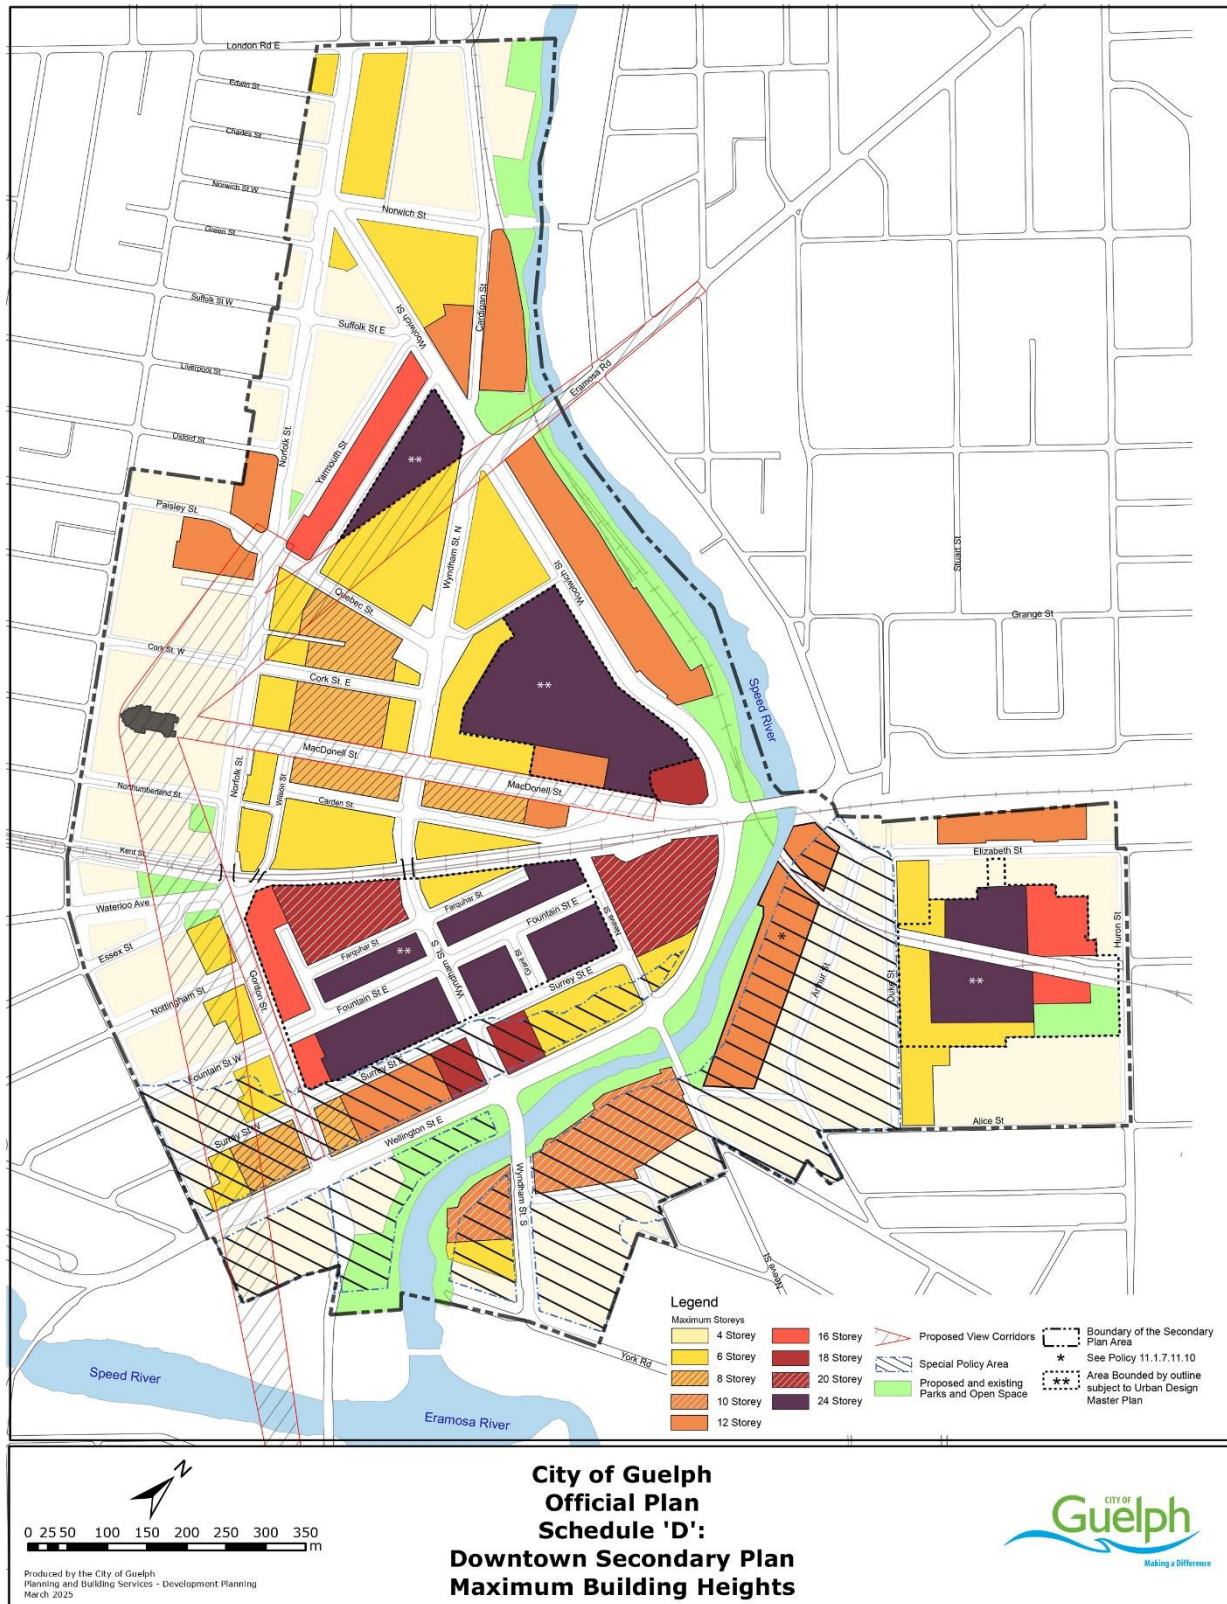 London Rd E
Edwin St
Charles St
Norwich St W
Norwich St
Green St
Cardigan St
Suffolk St W
Suffolk St E
Woolwich St
Eramosa Rd
Liverpool St
Oxford St
Norfolk St.
Yarmouth St
**
Paisley St.
Wyndham St. N
Woolwich St
Stuart St
Quebec St.
Grange St
Cork St. W
Cork St. E
**
Speed River
MacDonell St.
MacDonell St.
Norfolk St.
Northumberland St.
Wilson St
Carden St.
Kent St
Elizabeth St
Waterloo Ave
Farquhar St
Fountain St E
Neeve St
Huron St
Essex St
Farquhar St
**
Wyndham St. S
Grant St
*
Arthur St
Duke St
**
Nottingham St
Gordon St.
Fountain St E
Surrey St E
Fountain St W
Surrey St E
Surrey St W
Wellington St E
Alice St
Wyndham St. S
Neeve St
York Rd
Speed River
Eramosa River
Legend
Maximum Storeys
4 Storey
6 Storey
8 Storey
10 Storey
12 Storey
16 Storey
18 Storey
20 Storey
24 Storey
Proposed View Corridors
Special Policy Area
Proposed and existing
Parks and Open Space
Boundary of the Secondary
Plan Area
* See Policy 11.1.7.11.10
** Area Bounded by outline
subject to Urban Design
Master Plan
N
0 25 50 100 150 200 250 300 350
m
Produced by the City of Guelph
Planning and Building Services - Development Planning
March 2025
City of Guelph
Official Plan
Schedule 'D':
Downtown Secondary Plan
Maximum Building Heights
CITY OF
Guelph
Making a Difference